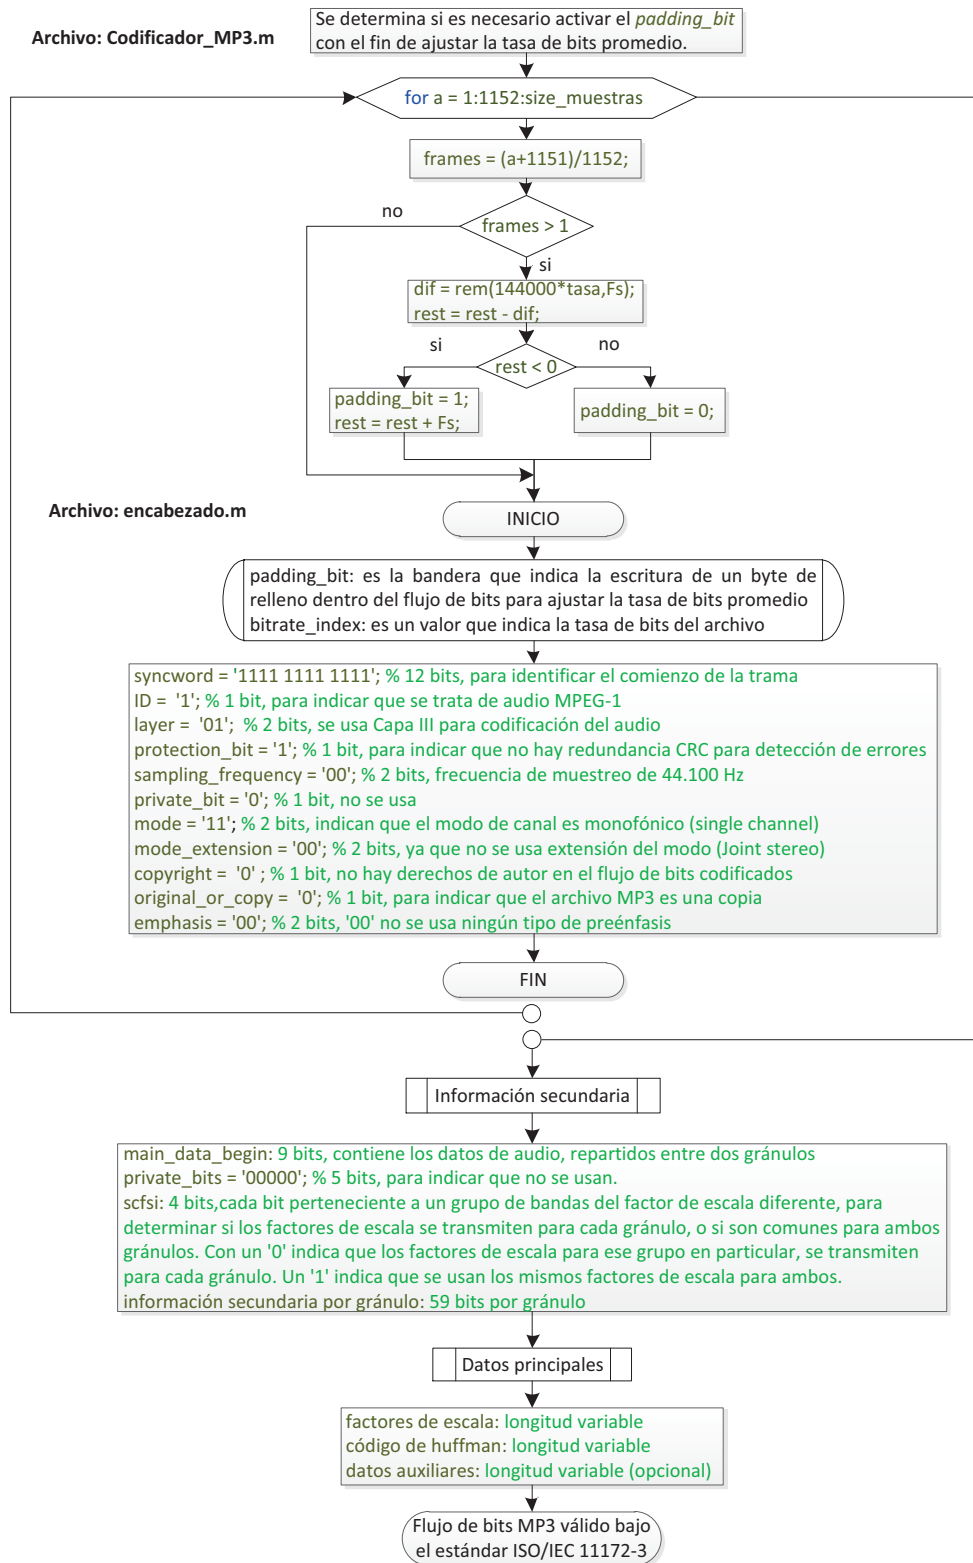 Se determina si es necesario activar el padding_bit
con el fin de ajustar la tasa de bits promedio.
Archivo: Codificador_MP3.m
for a = 1:1152:size_muestras
frames = (a+1151)/1152;
no
frames > 1
si
dif = rem(144000*tasa,Fs);
rest = rest - dif;
si
no
rest < 0
padding_bit = 1;
rest = rest + Fs;
padding_bit = 0;
Archivo: encabezado.m
INICIO
padding_bit: es la bandera que indica la escritura de un byte de
relleno dentro del flujo de bits para ajustar la tasa de bits promedio
bitrate_index: es un valor que indica la tasa de bits del archivo
syncword = '1111 1111 1111'; % 12 bits, para identificar el comienzo de la trama
ID = '1'; % 1 bit, para indicar que se trata de audio MPEG-1
layer = '01'; % 2 bits, se usa Capa III para codificación del audio
protection_bit = '1'; % 1 bit, para indicar que no hay redundancia CRC para detección de errores
sampling_frequency = '00'; % 2 bits, frecuencia de muestreo de 44.100 Hz
private_bit = '0'; % 1 bit, no se usa
mode = '11'; % 2 bits, indican que el modo de canal es monofónico (single channel)
mode_extension = '00'; % 2 bits, ya que no se usa extensión del modo (Joint stereo)
copyright = '0' ; % 1 bit, no hay derechos de autor en el flujo de bits codificados
original_or_copy = '0'; % 1 bit, para indicar que el archivo MP3 es una copia
emphasis = '00'; % 2 bits, '00' no se usa ningún tipo de preénfasis
FIN
Información secundaria
main_data_begin: 9 bits, contiene los datos de audio, repartidos entre dos gránulos
private_bits = '00000'; % 5 bits, para indicar que no se usan.
scfsi: 4 bits,cada bit perteneciente a un grupo de bandas del factor de escala diferente, para
determinar si los factores de escala se transmiten para cada gránulo, o si son comunes para ambos
gránulos. Con un '0' indica que los factores de escala para ese grupo en particular, se transmiten
para cada gránulo. Un '1' indica que se usan los mismos factores de escala para ambos.
información secundaria por gránulo: 59 bits por gránulo
Datos principales
factores de escala: longitud variable
código de huffman: longitud variable
datos auxiliares: longitud variable (opcional)
Flujo de bits MP3 válido bajo
el estándar ISO/IEC 11172-3